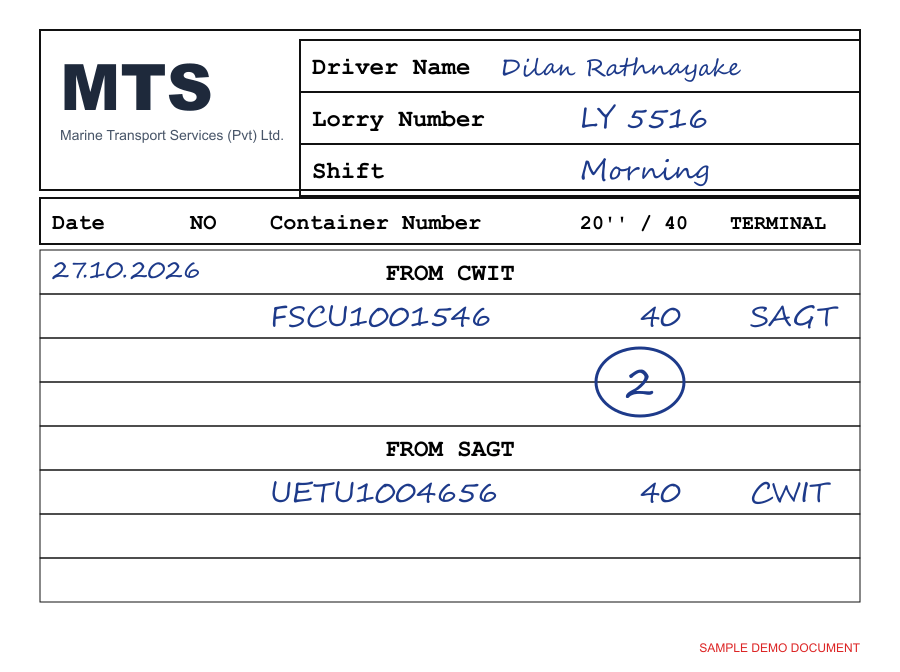 MTS
Marine Transport Services (Pvt) Ltd.
Driver Name Dilan Rathnayake
Lorry Number LY 5516
Shift Morning
Date NO Container Number 20'' / 40 TERMINAL
27.10.2026 FROM CWIT
FSCU1001546 40 SAGT
2
FROM SAGT
UETU1004656 40 CWIT
SAMPLE DEMO DOCUMENT